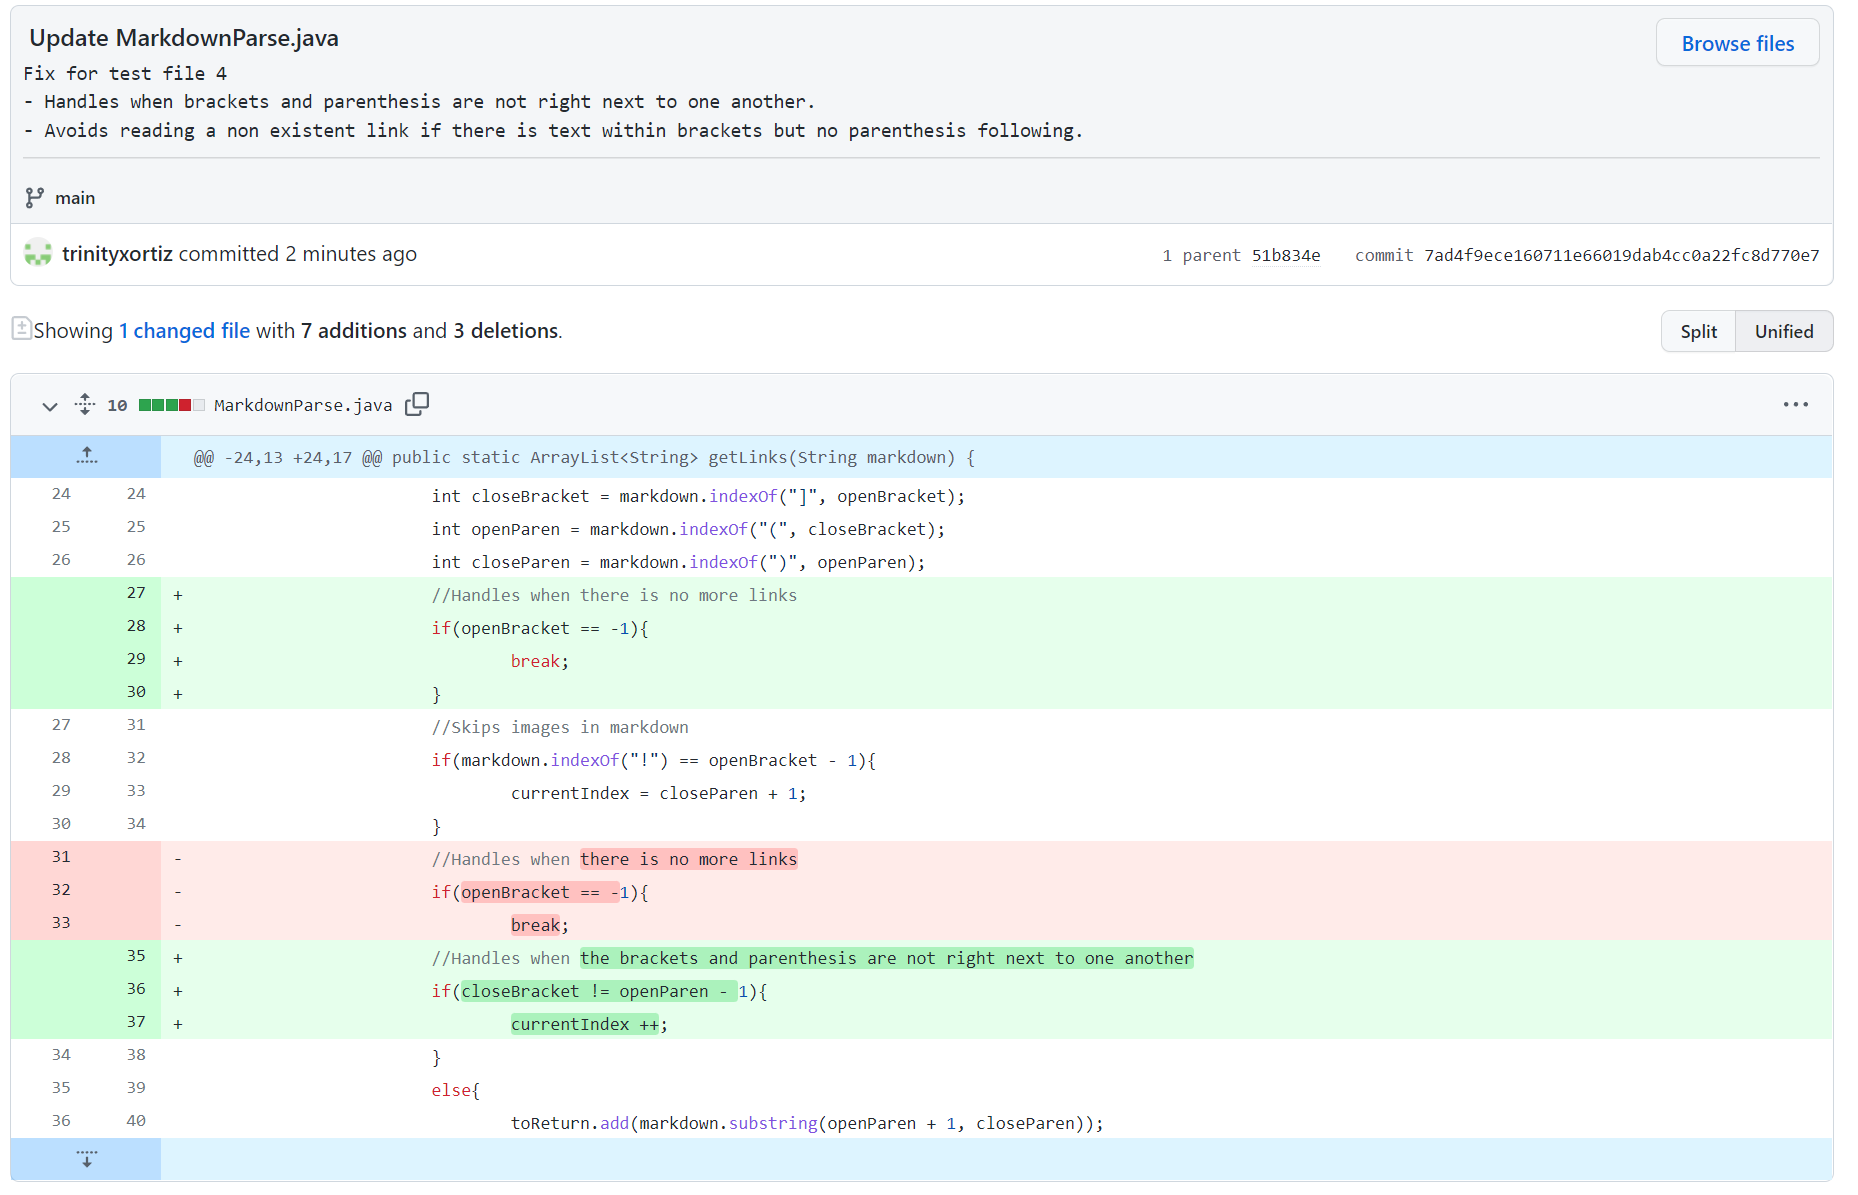 Update MarkdownParse.java
Browse files
Fix for test file 4
- Handles when brackets and parenthesis are not right next to one another.
- Avoids reading a non existent link if there is text within brackets but no parenthesis following.
main
trinityxortiz committed 2 minutes ago
1 parent 51b834e commit 7ad4f9ece160711e66019dab4cc0a22fc8d770e7
Showing 1 changed file with 7 additions and 3 deletions.
Split Unified
10 MarkdownParse.java
@@ -24,13 +24,17 @@ public static ArrayList<String> getLinks(String markdown) {
24 24 int closeBracket = markdown.indexOf("]", openBracket);
25 25 int openParen = markdown.indexOf("(", closeBracket);
26 26 int closeParen = markdown.indexOf(")", openParen);
27 + //Handles when there is no more links
28 + if(openBracket == -1){
29 + break;
30 + }
27 31 //Skips images in markdown
28 32 if(markdown.indexOf("!") == openBracket - 1){
29 33 currentIndex = closeParen + 1;
30 34 }
31 - //Handles when there is no more links
32 - if(openBracket == -1){
33 - break;
35 + //Handles when the brackets and parenthesis are not right next to one another
36 + if(closeBracket != openParen - 1){
37 + currentIndex ++;
34 38 }
35 39 else{
36 40 toReturn.add(markdown.substring(openParen + 1, closeParen));